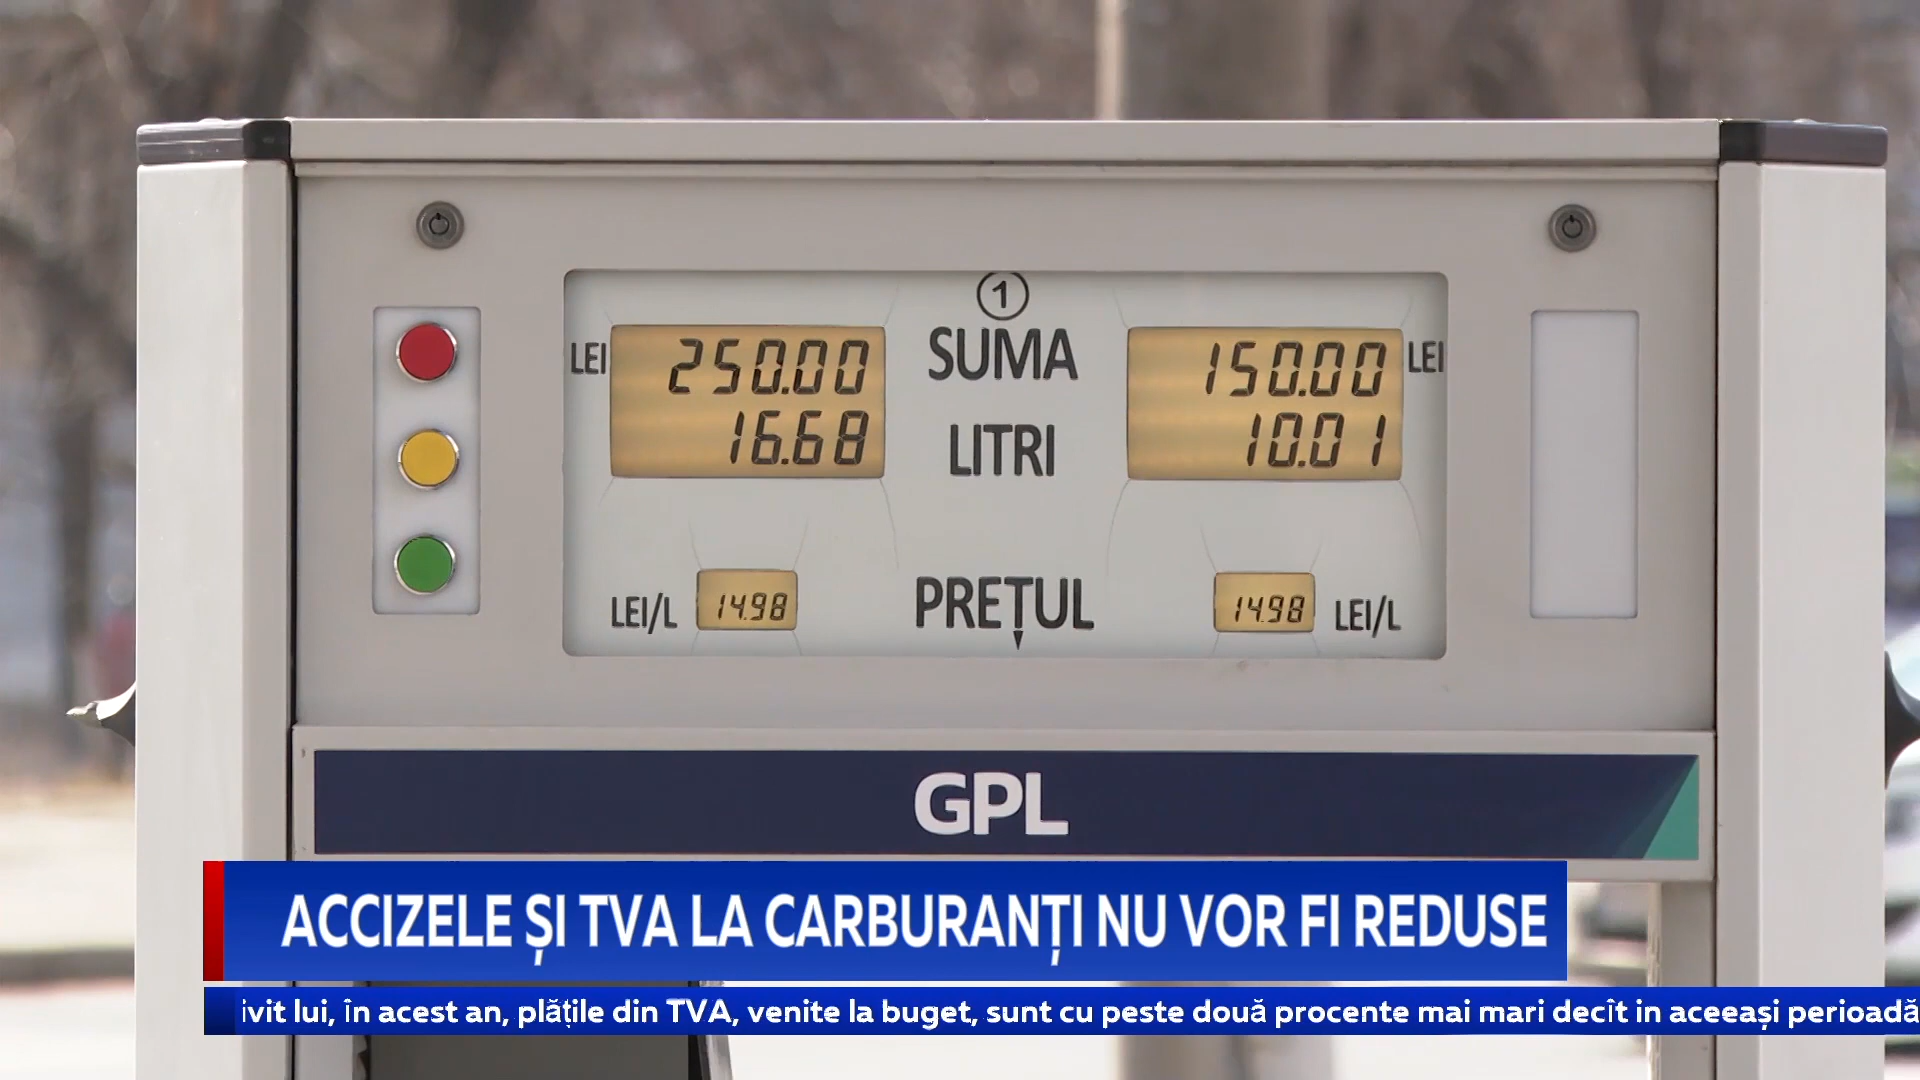 1
LEI 250.00 SUMA 150.00 LEI
16.68 LITRI 10.01
LEI/L 14.98 PREȚUL 14.98 LEI/L
GPL
ACCIZELE ȘI TVA LA CARBURANȚI NU VOR FI REDUSE
lui, în acest an, plățile din TVA, venite la buget, sunt cu peste două procente mai mari decît in aceeași perioadă